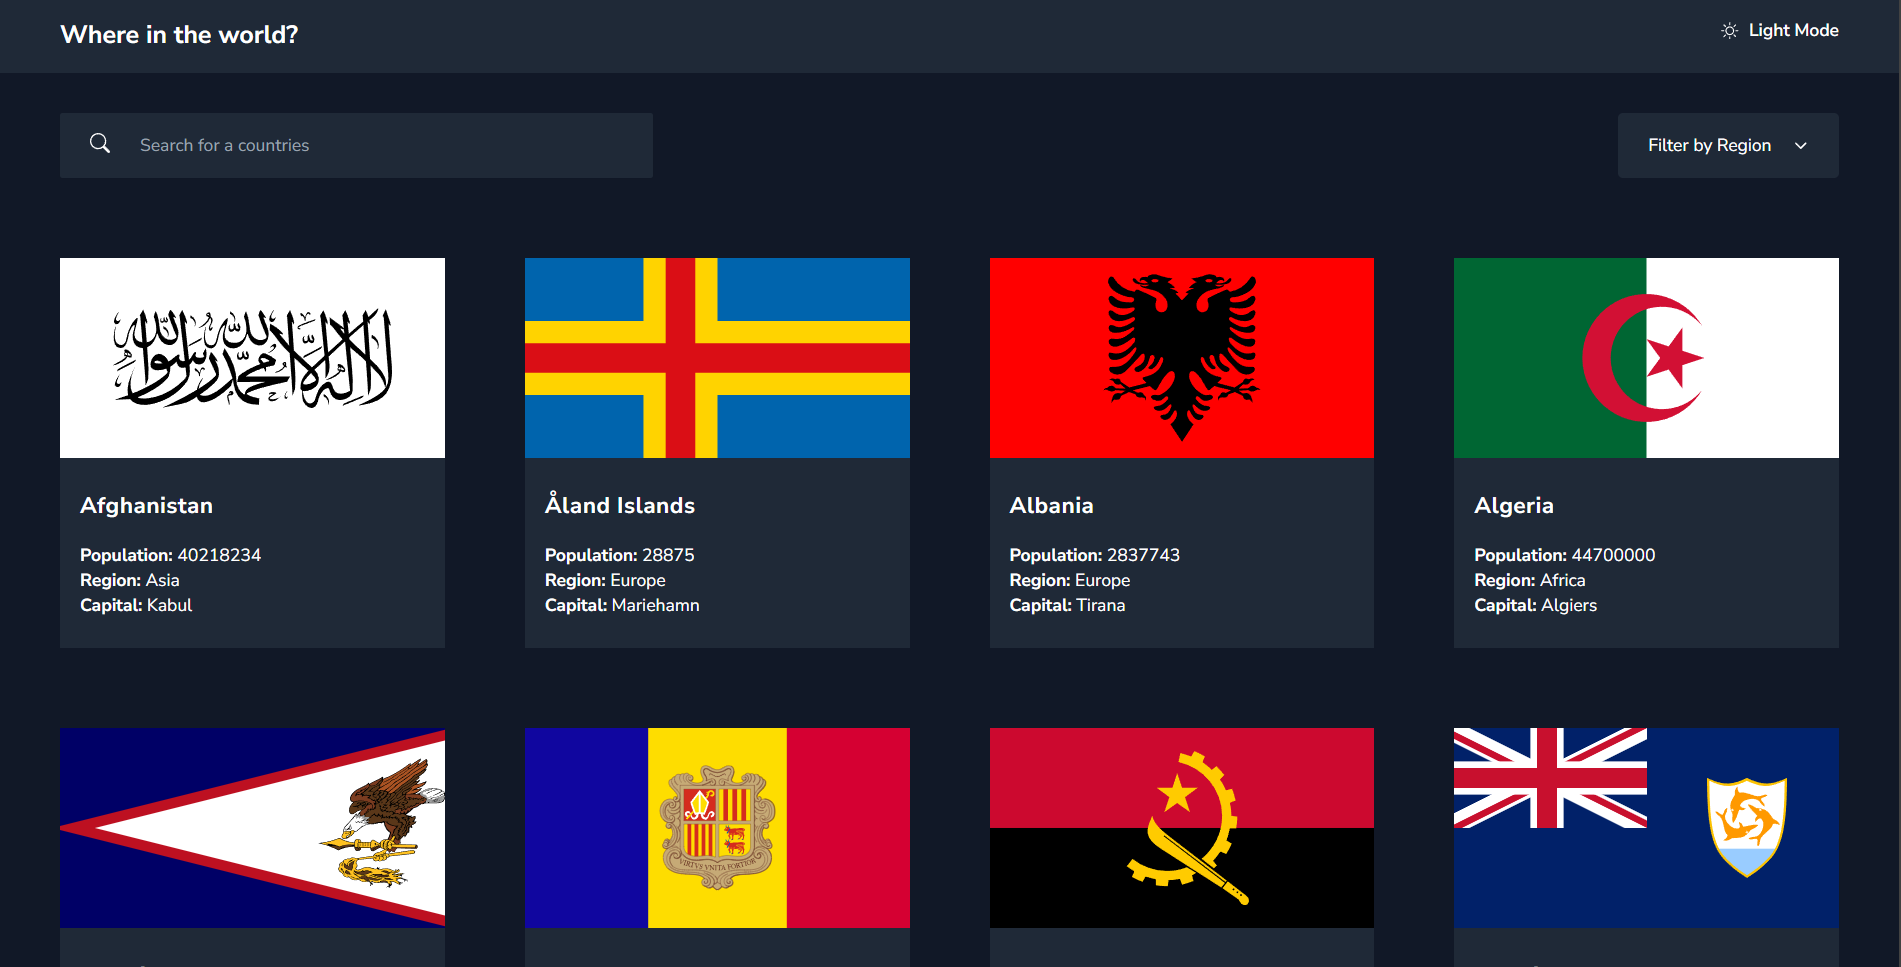 Where in the world?
Light Mode
Search for a countries
Filter by Region
لا إله إلا الله محمد رسول الله
Afghanistan
Population: 40218234
Region: Asia
Capital: Kabul
Åland Islands
Population: 28875
Region: Europe
Capital: Mariehamn
Albania
Population: 2837743
Region: Europe
Capital: Tirana
Algeria
Population: 44700000
Region: Africa
Capital: Algiers
VIRTVS VNITA FORTIOR